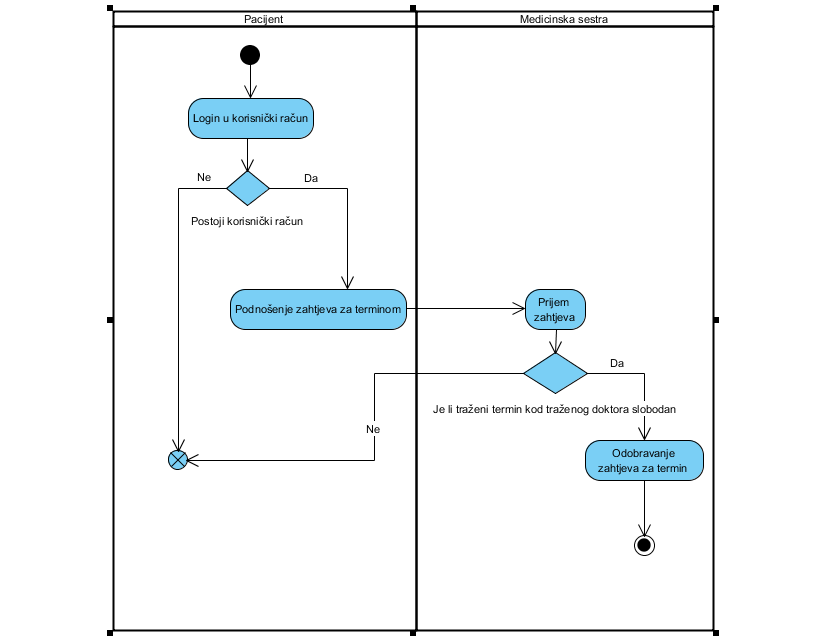 Pacijent
Medicinska sestra
Login u korisnički račun
Ne
Da
Postoji korisnički račun
Podnošenje zahtjeva za terminom
Prijem
zahtjeva
Da
Je li traženi termin kod traženog doktora slobodan
Ne
Odobravanje
zahtjeva za termin